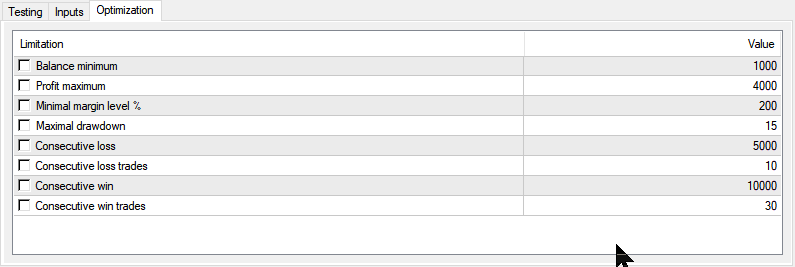 Testing Inputs Optimization
Limitation Value
Balance minimum 1000
Profit maximum 4000
Minimal margin level % 200
Maximal drawdown 15
Consecutive loss 5000
Consecutive loss trades 10
Consecutive win 10000
Consecutive win trades 30